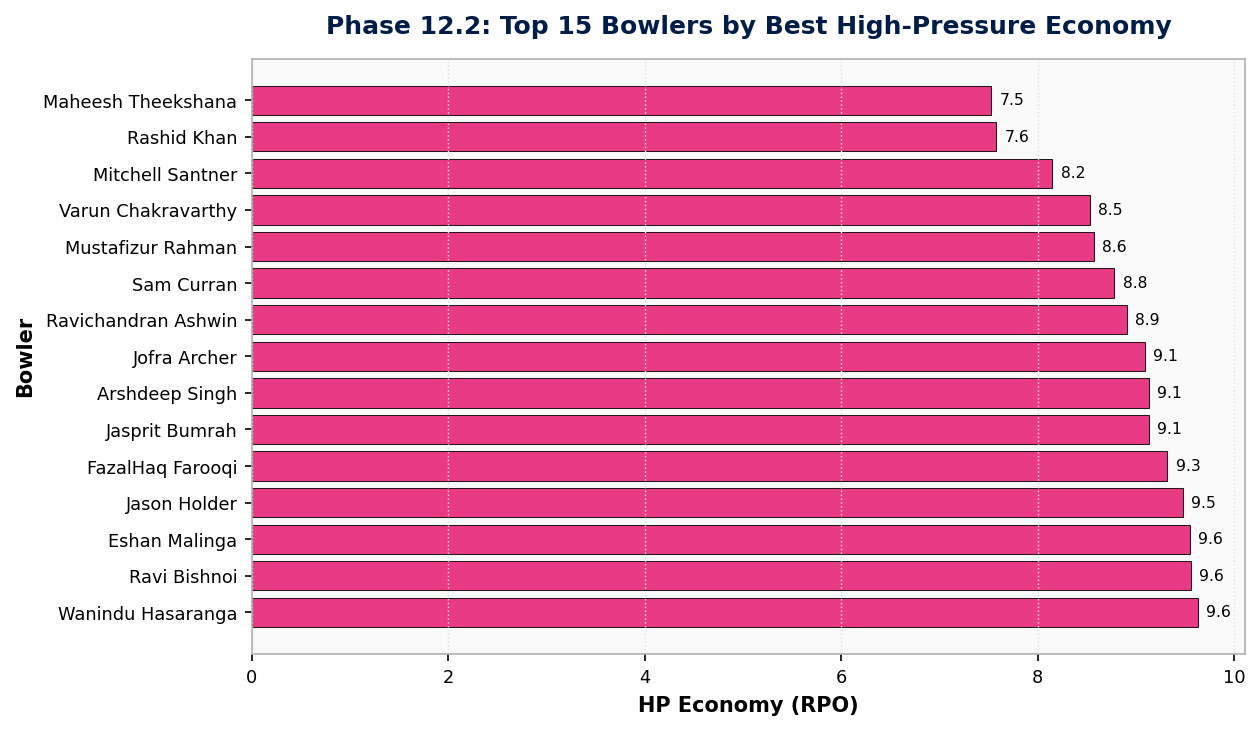 Phase 12.2: Top 15 Bowlers by Best High-Pressure Economy
Bowler
Maheesh Theekshana 7.5
Rashid Khan 7.6
Mitchell Santner 8.2
Varun Chakravarthy 8.5
Mustafizur Rahman 8.6
Sam Curran 8.8
Ravichandran Ashwin 8.9
Jofra Archer 9.1
Arshdeep Singh 9.1
Jasprit Bumrah 9.1
FazalHaq Farooqi 9.3
Jason Holder 9.5
Eshan Malinga 9.6
Ravi Bishnoi 9.6
Wanindu Hasaranga 9.6
0 2 4 6 8 10
HP Economy (RPO)